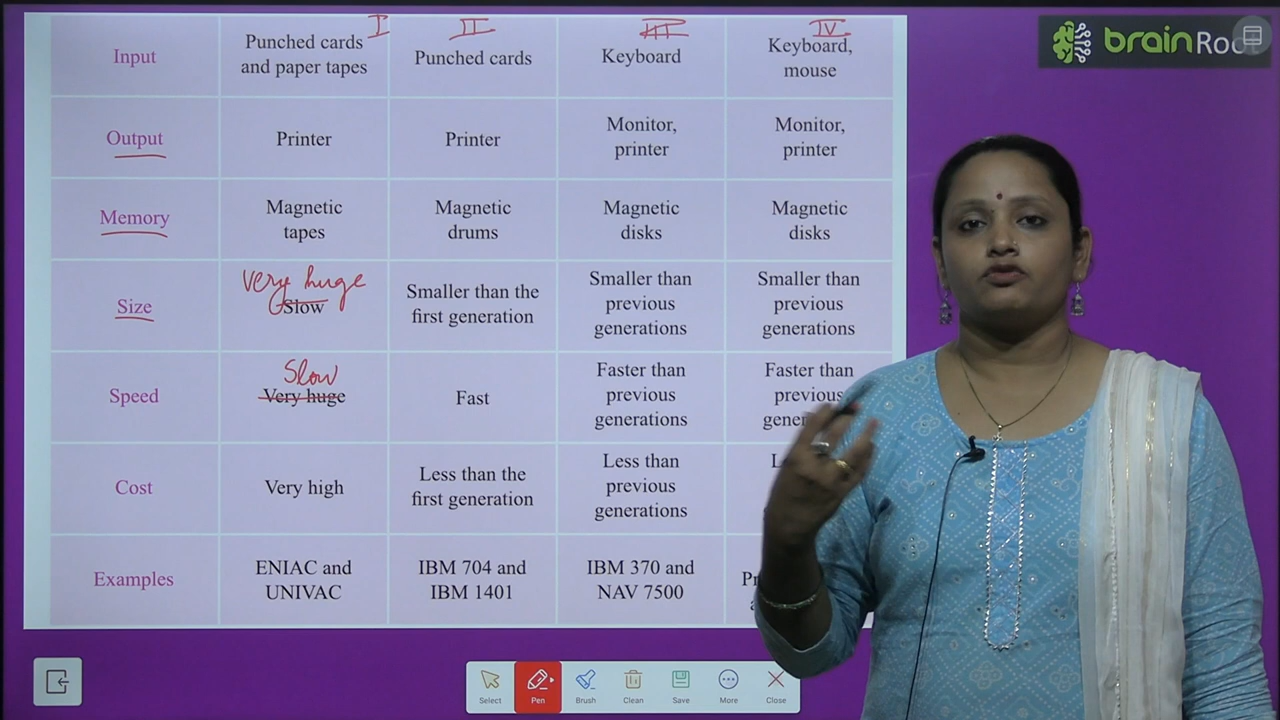 I II III IV
Input
Punched cards
and paper tapes
Punched cards
Keyboard
Keyboard,
mouse
brainRo
Output
Printer
Printer
Monitor,
printer
Monitor,
printer
Memory
Magnetic
tapes
Magnetic
drums
Magnetic
disks
Magnetic
disks
Size
very huge
Slow
Smaller than the
first generation
Smaller than
previous
generations
Smaller than
previous
generations
Speed
Slow
Very huge
Fast
Faster than
previous
generations
Faster than
previous
Cost
Very high
Less than the
first generation
Less than
previous
generations
Examples
ENIAC and
UNIVAC
IBM 704 and
IBM 1401
IBM 370 and
NAV 7500
Select Pen Brush Clean Save More Close